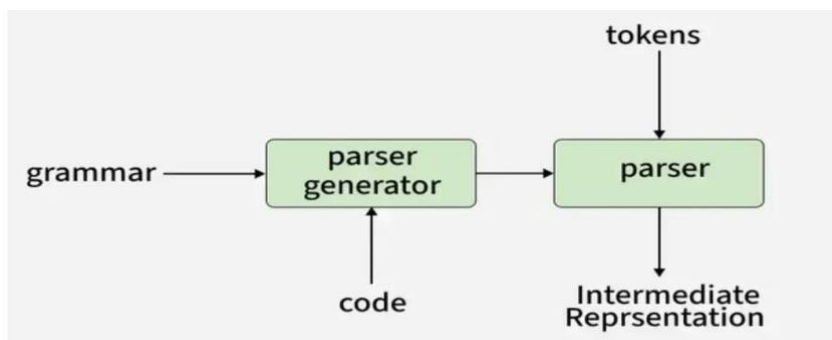 tokens
grammar
parser
generator
parser
code
Intermediate
Reprsentation